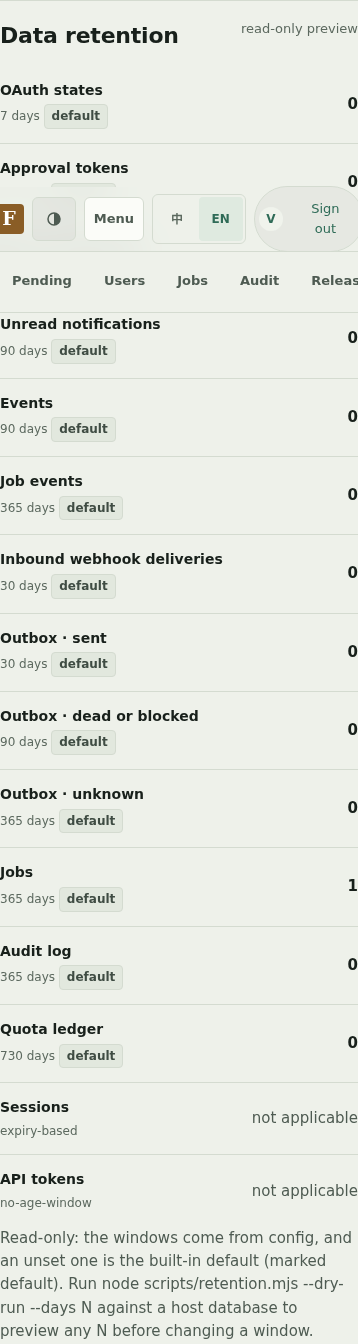 Data retention
read-only preview
OAuth states
7 days default
0
Approval tokens
0
F
Menu
中
EN
V
Sign out
Pending
Users
Jobs
Audit
Releas
Unread notifications
90 days default
0
Events
90 days default
0
Job events
365 days default
0
Inbound webhook deliveries
30 days default
0
Outbox · sent
30 days default
0
Outbox · dead or blocked
90 days default
0
Outbox · unknown
365 days default
0
Jobs
365 days default
1
Audit log
365 days default
0
Quota ledger
730 days default
0
Sessions
expiry-based
not applicable
API tokens
no-age-window
not applicable
Read-only: the windows come from config, and
an unset one is the built-in default (marked
default). Run node scripts/retention.mjs --dry-
run --days N against a host database to
preview any N before changing a window.